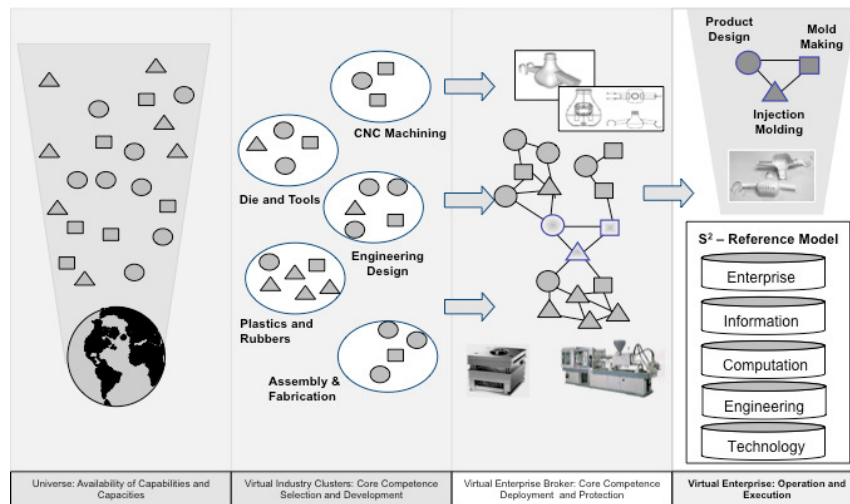 CNC Machining
Die and Tools
Engineering
Design
Plastics and
Rubbers
Assembly &
Fabrication
Product
Design
Mold
Making
Injection
Molding
S² – Reference Model
Enterprise
Information
Computation
Engineering
Technology
Universe: Availability of Capabilities and
Capacities
Virtual Industry Clusters: Core Competence
Selection and Development
Virtual Enterprise Broker: Core Competence
Deployment and Protection
Virtual Enterprise: Operation and
Execution